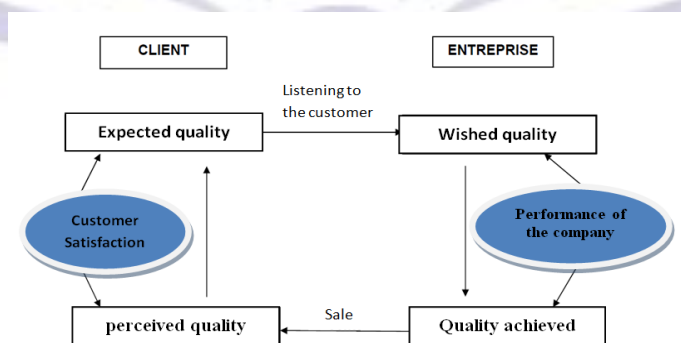 CLIENT
ENTREPRISE
Listening to
the customer
Expected quality
Wished quality
Customer
Satisfaction
Performance of
the company
Sale
perceived quality
Quality achieved